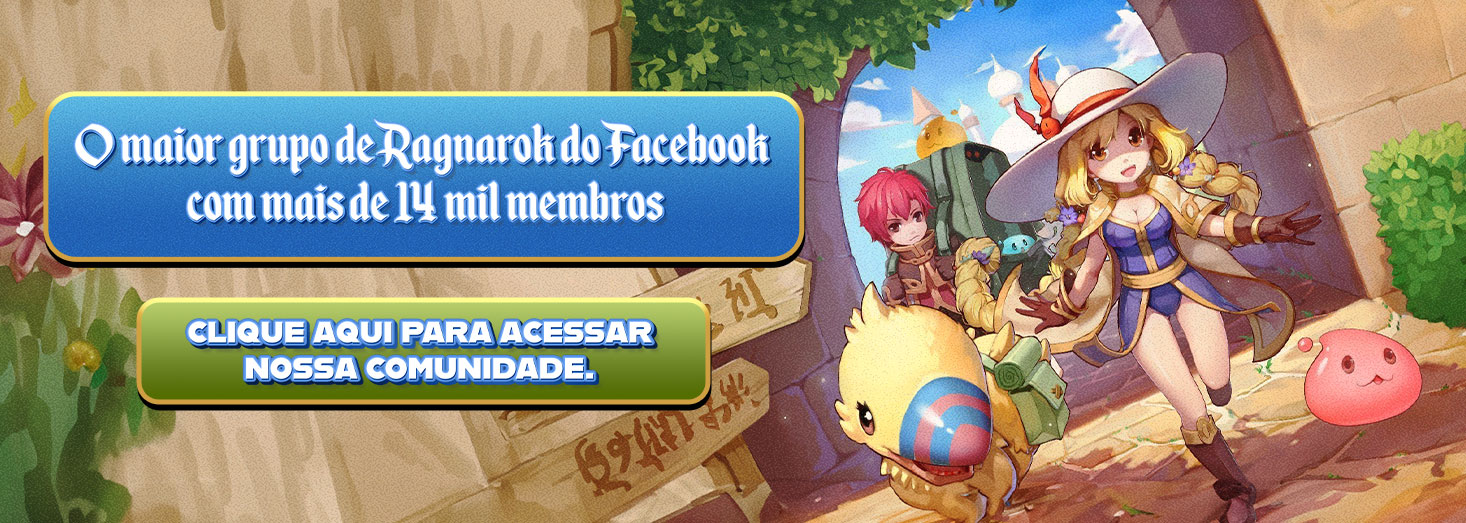 O maior grupo de Ragnarok do Facebook
com mais de 14 mil membros
CLIQUE AQUI PARA ACESSAR
NOSSA COMUNIDADE.